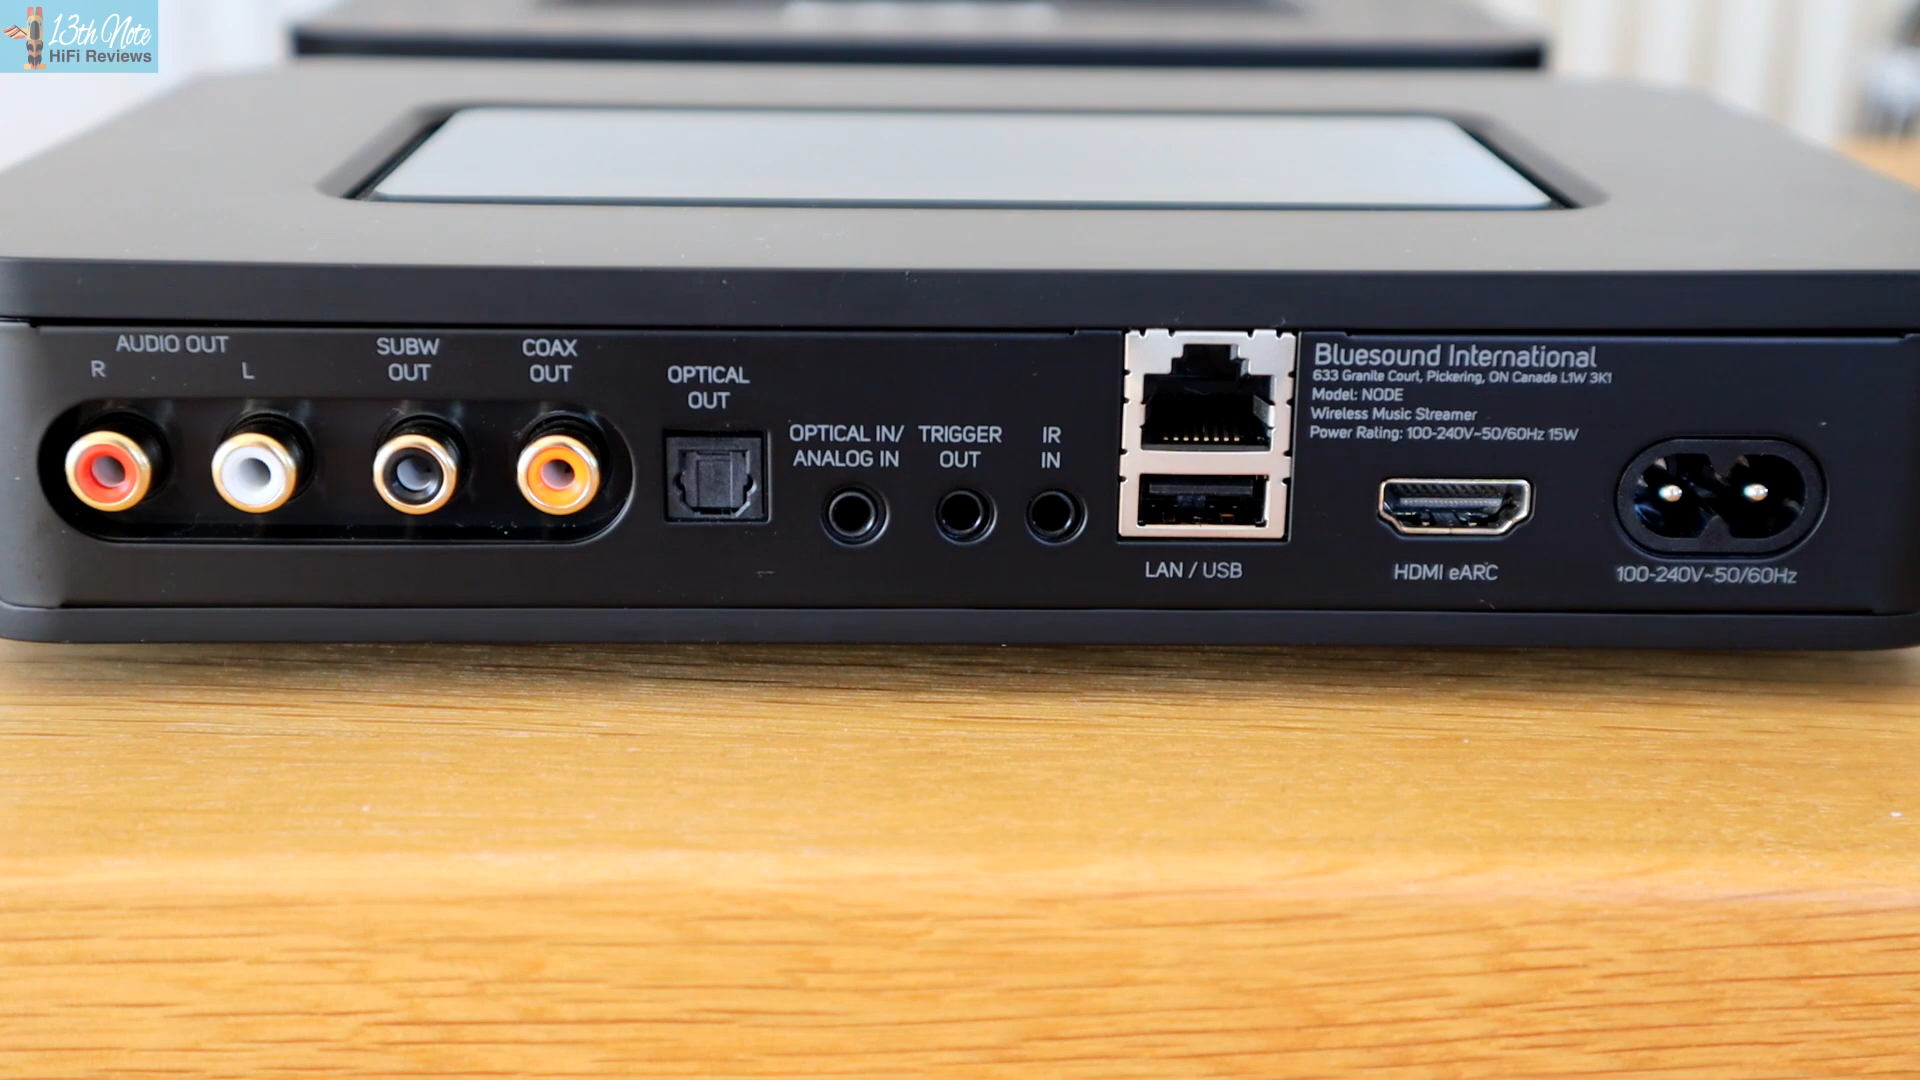 13th Note
HiFi Reviews
AUDIO OUT
R L
SUBW
OUT
COAX
OUT
OPTICAL
OUT
OPTICAL IN/
ANALOG IN
TRIGGER
OUT
IR
IN
LAN / USB
Bluesound International
633 Granite Court, Pickering, ON Canada L1W 3K1
Model: NODE
Wireless Music Streamer
Power Rating: 100-240V~50/60Hz 15W
HDMI eARC
100-240V~50/60Hz